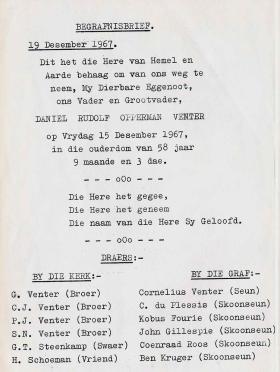 BEGRAFNISBRIEF.
19 Desember 1967.
Dit het die Here van Hemel en
Aarde behaag om van ons weg te
neem, My Dierbare Eggenoot,
ons Vader en Grootvader,
DANIEL RUDOLF OPPERMAN VENTER
op Vrydag 15 Desember 1967,
in die ouderdom van 58 jaar
9 maande en 3 dae.
- - - oOo - - -
Die Here het gegee,
Die Here het geneem
Die naam van die Here Sy Geloofd.
- - - oOo - - -
DRAERS:-
BY DIE KERK:-
G. Venter (Broer)
C.J. Venter (Broer)
P.J. Venter (Broer)
S.N. Venter (Broer)
G.T. Steenkamp (Swaer)
H. Schoeman (Vriend)
BY DIE GRAF:-
Cornelius Venter (Seun)
C. du Plessis (Skoonseun)
Kobus Fourie (Skoonseun)
John Gillespie (Skoonseun)
Coenraad Roos (Skoonseun)
Ben Kruger (Skoonseun)